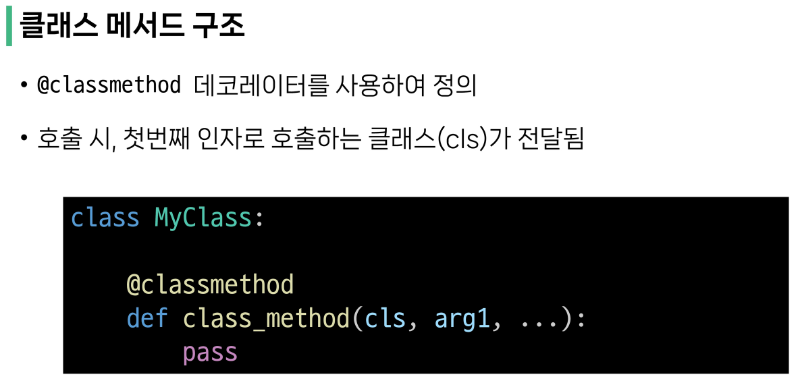 클래스 메서드 구조
• @classmethod 데코레이터를 사용하여 정의
• 호출 시, 첫번째 인자로 호출하는 클래스(cls)가 전달됨
class MyClass:
    @classmethod
    def class_method(cls, arg1, ...):
        pass